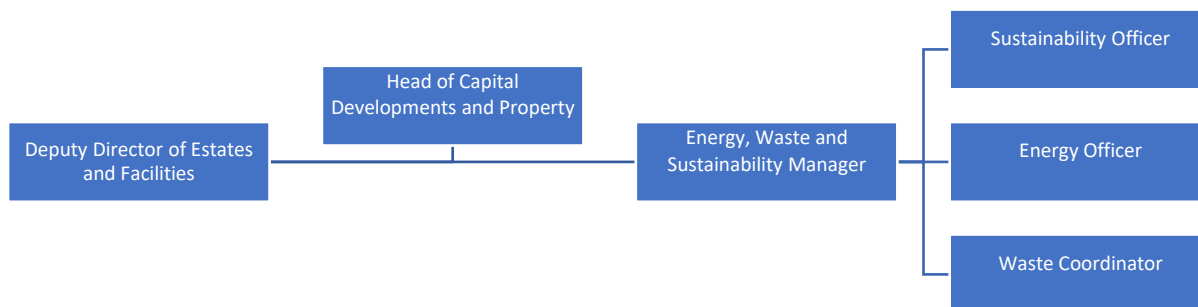 Deputy Director of Estates
and Facilities
Head of Capital
Developments and Property
Energy, Waste and
Sustainability Manager
Sustainability Officer
Energy Officer
Waste Coordinator